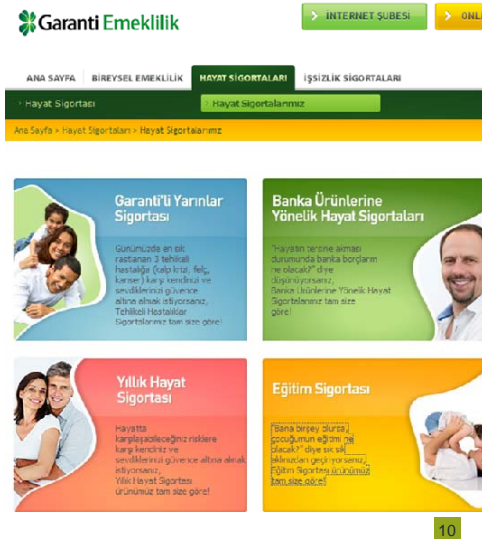 Garanti Emeklilik
İNTERNET ŞUBESİ
ONLİ
ANA SAYFA
BİREYSEL EMEKLİLİK
HAYAT SİGORTALARI
İŞSİZLİK SİGORTALARI
Hayat Sigortası
Hayat Sigortalarımız
Ana Sayfa > Hayat Sigortaları > Hayat Sigortalarımız
Garanti'li Yarınlar
Sigortası
Günümüzde en sık
rastlanan 3 tehlikeli
hastalığa (kalp krizi, felç,
kanser) karşı kendinizi ve
sevdiklerinizi güvence
altına almak istiyorsanız,
Tehlikeli Hastalıklar
Sigortalarımız tam size göre!
Banka Ürünlerine
Yönelik Hayat Sigortaları
"Hayatın tersine akması
durumunda banka borçlarım
ne olacak?" diye
düşünüyorsanız,
Banka Ürünlerine Yönelik Hayat
Sigortalarımız tam size
göre!
Yıllık Hayat
Sigortası
Hayatta
karşılaşabileceğiniz risklere
karşı kendiniz ve
sevdiklerinizi güvence altına almak
istiyorsanız,
Yıllık Hayat Sigortası
ürünümüz tam size göre!
Eğitim Sigortası
"Bana birşey olursa,
çocuğumun eğitimi ne
olacak?" diye sık sık
aklınızdan geçiriyorsanız,
Eğitim Sigortası ürünümüz
tam size göre!
10